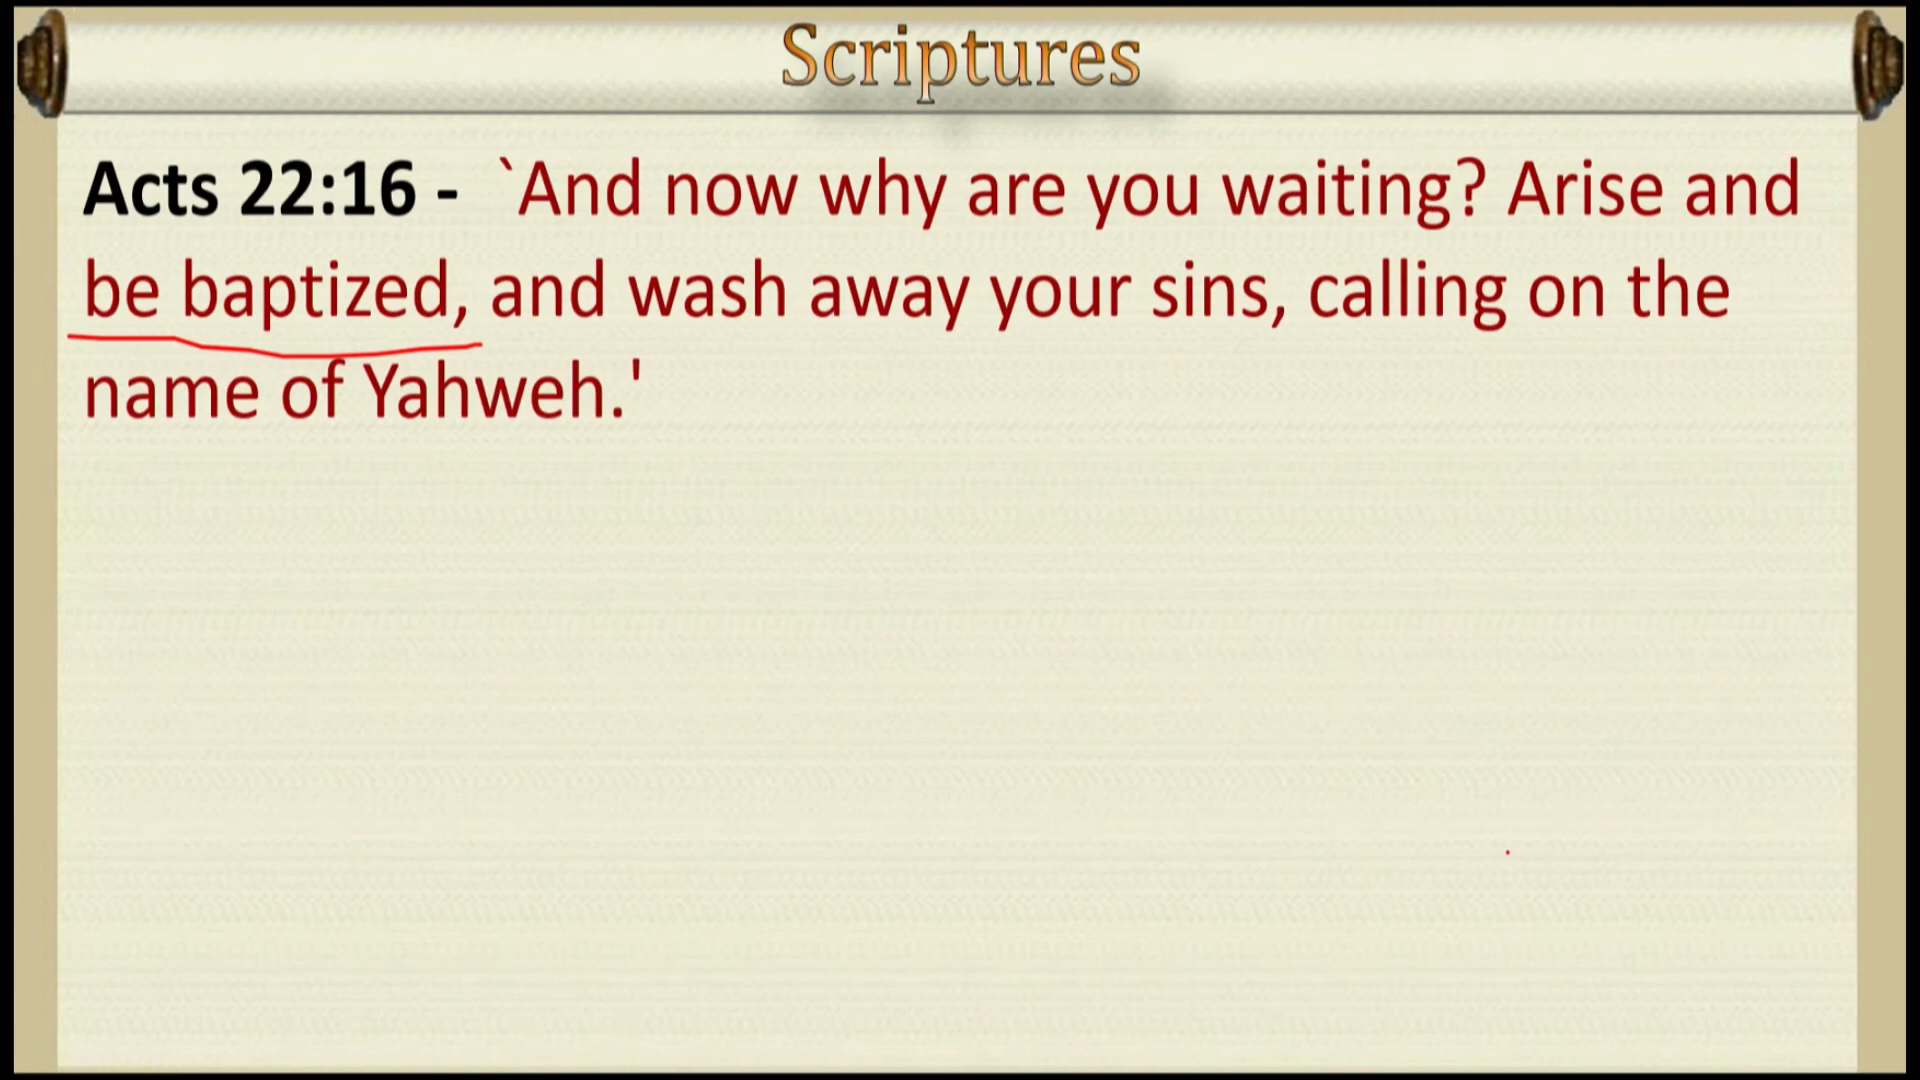 Scriptures
Acts 22:16 - `And now why are you waiting? Arise and
be baptized, and wash away your sins, calling on the
name of Yahweh.'